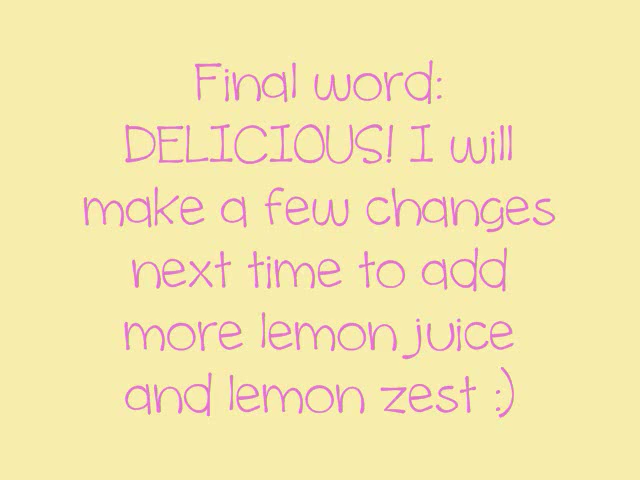 Final word:
DELICIOUS! I will
make a few changes
next time to add
more lemon juice
and lemon zest :)